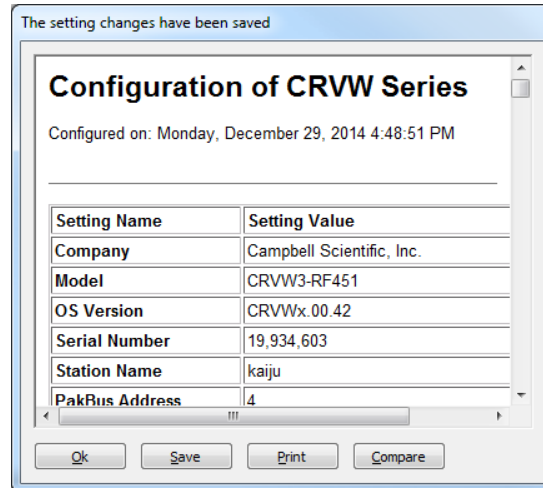 The setting changes have been saved
Configuration of CRVW Series
Configured on: Monday, December 29, 2014 4:48:51 PM
Setting Name Setting Value
Company Campbell Scientific, Inc.
Model CRVW3-RF451
OS Version CRVWx.00.42
Serial Number 19,934,603
Station Name kaiju
PakBus Address 4
Ok Save Print Compare